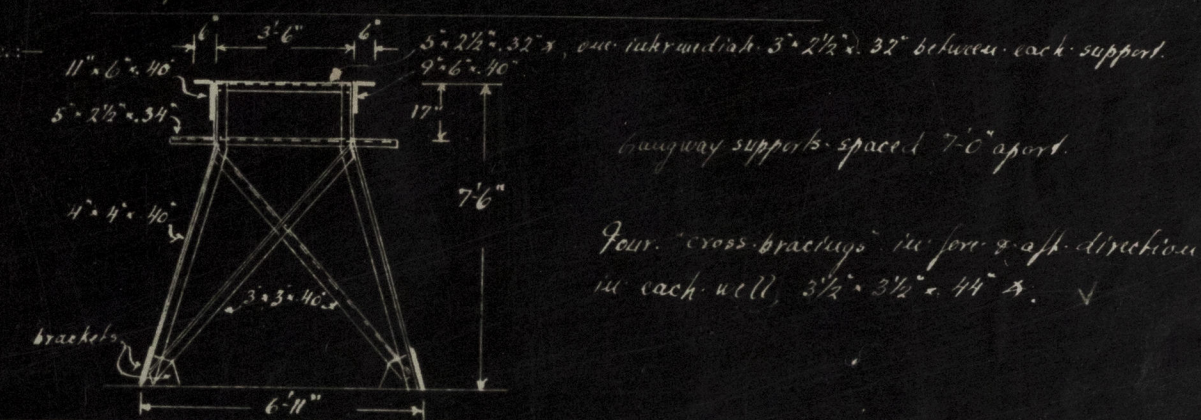 6" 3'-6" 6"
5" × 2½" × .32" ∡, one intermediate 3" × 2½" × .32" between each support.
11" × 6" × .40"
9" × 6" × .40"
5" × 2½" × .34"
17"
Gangway supports spaced 7'-0" apart.
7'-6"
4" × 4" × .40"
Four "cross-bracings" in fore & aft direction
in each well, 3½" × 3½" × .44" ∡.
3" × 3" × .40" ∡
brackets
6'-11"